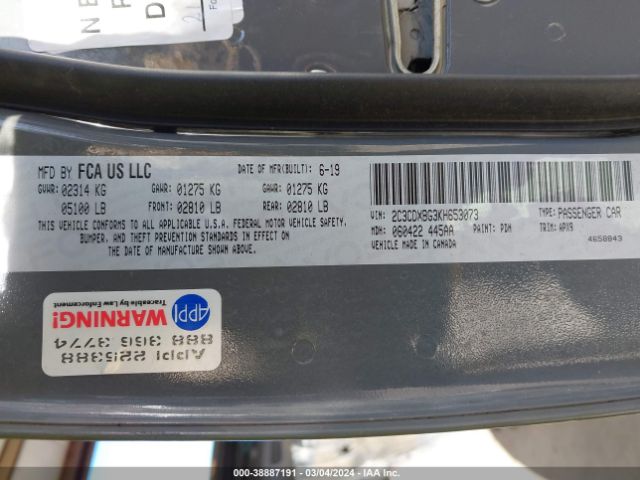 MFD BY FCA US LLC
DATE OF MFR(BUILT): 6-19
GVWR: 02314 KG GAWR: 01275 KG GAWR: 01275 KG
05100 LB FRONT: 02810 LB REAR: 02810 LB
THIS VEHICLE CONFORMS TO ALL APPLICABLE U.S.A. FEDERAL MOTOR VEHICLE SAFETY,
BUMPER, AND THEFT PREVENTION STANDARDS IN EFFECT ON
THE DATE OF MANUFACTURE SHOWN ABOVE.
VIN: 2C3CDXBG3KH653073 TYPE: PASSENGER CAR
MDH: 060422 445AA PAINT: PDN TRIM: APX9
VEHICLE MADE IN CANADA 4658843
APPI 2215388
888 366 3774
WARNING!
Traceable by Law Enforcement
APPI
000-38887191 - 03/04/2024 - IAA Inc.